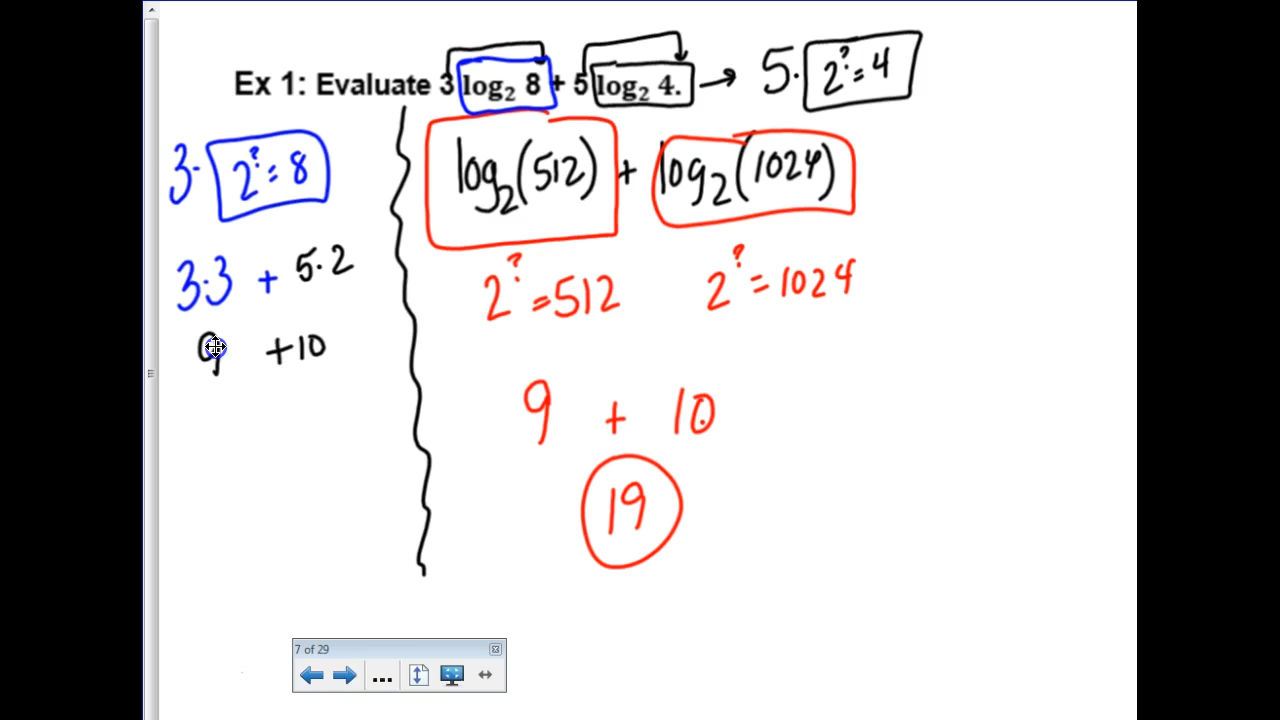 Ex 1: Evaluate 3 log₂ 8 + 5 log₂ 4. → 5· 2^? = 4
3· 2^? = 8
log₂(512) + log₂(1024)
3·3 + 5·2
2^? = 512 2^? = 1024
9 + 10
9 + 10
19
7 of 29
...